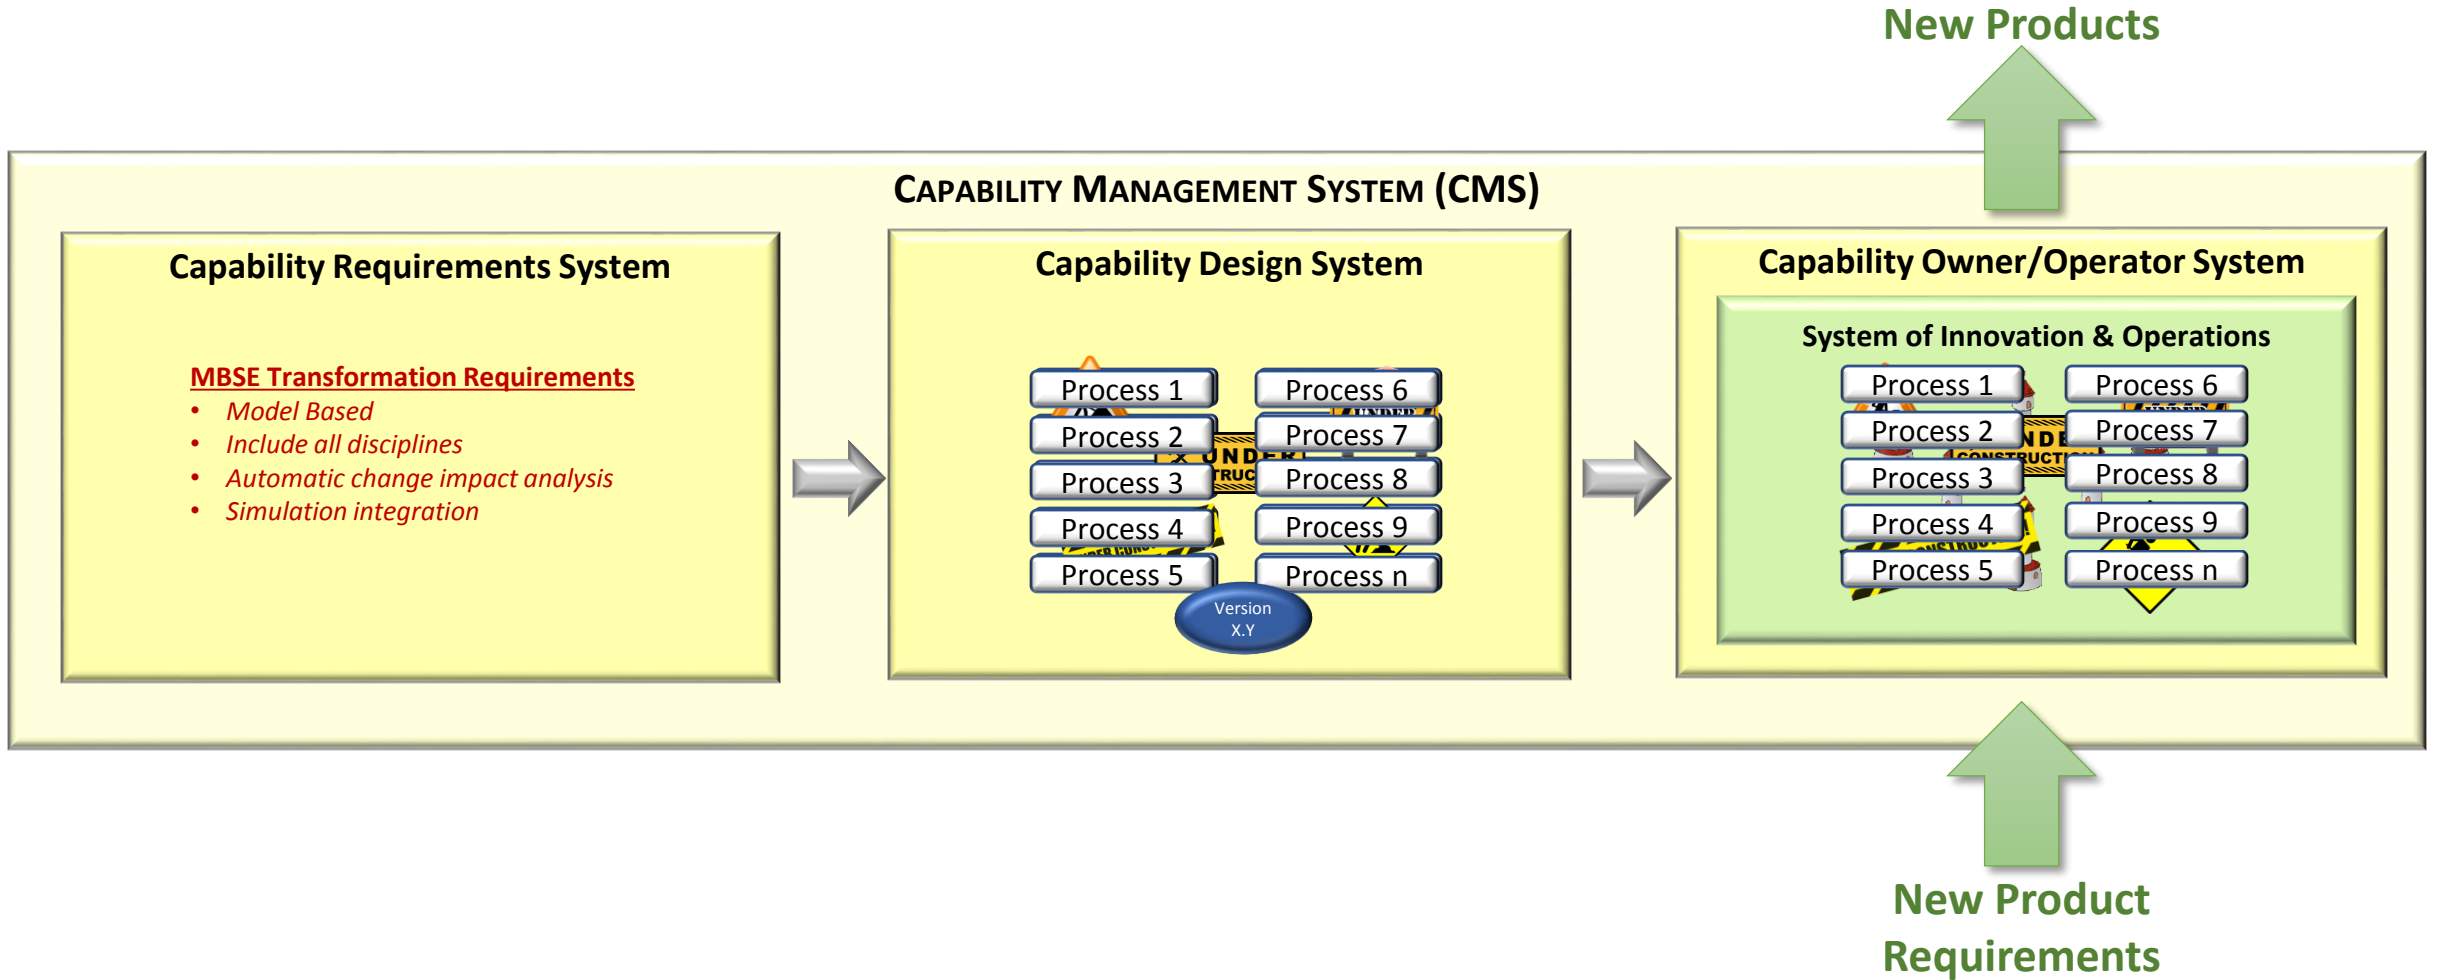 New Products
CAPABILITY MANAGEMENT SYSTEM (CMS)
Capability Requirements System
MBSE Transformation Requirements
• Model Based
• Include all disciplines
• Automatic change impact analysis
• Simulation integration
Capability Design System
Process 1
Process 2
Process 3
Process 4
Process 5
Process 6
Process 7
Process 8
Process 9
Process n
UNDER
UNDER
Version
X.Y
Capability Owner/Operator System
System of Innovation & Operations
Process 1
Process 2
Process 3
Process 4
Process 5
Process 6
Process 7
Process 8
Process 9
Process n
CONSTRUCTION
New Product
Requirements